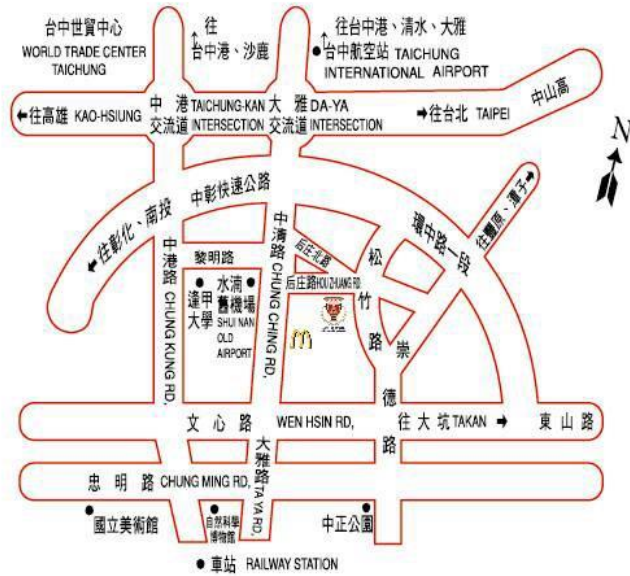 台中世貿中心
WORLD TRADE CENTER
TAICHUNG
往
台中港、沙鹿
往台中港、清水、大雅
台中航空站 TAICHUNG
INTERNATIONAL AIRPORT
中山高
往高雄 KAO-HSIUNG
中港 TAICHUNG-KAN
交流道 INTERSECTION
大雅 DA-YA
交流道 INTERSECTION
往台北 TAIPEI
N
中彰快速公路
往彰化、南投
環中路一段
往豐原、潭子
黎明路
中港路 CHUNG KUNG RD,
中清路 CHUNG CHING RD,
后庄北路
后庄路 HOU ZHUANG RD.
松竹路
崇德路
逢甲
大學
水湳
舊機場
SHUI NAN
OLD
AIRPORT
文心路 WEN HSIN RD,
往大坑 TAKAN
東山路
大雅路 TA YA RD,
忠明路 CHUNG MING RD,
國立美術館
自然科學
博物館
中正公園
車站 RAILWAY STATION